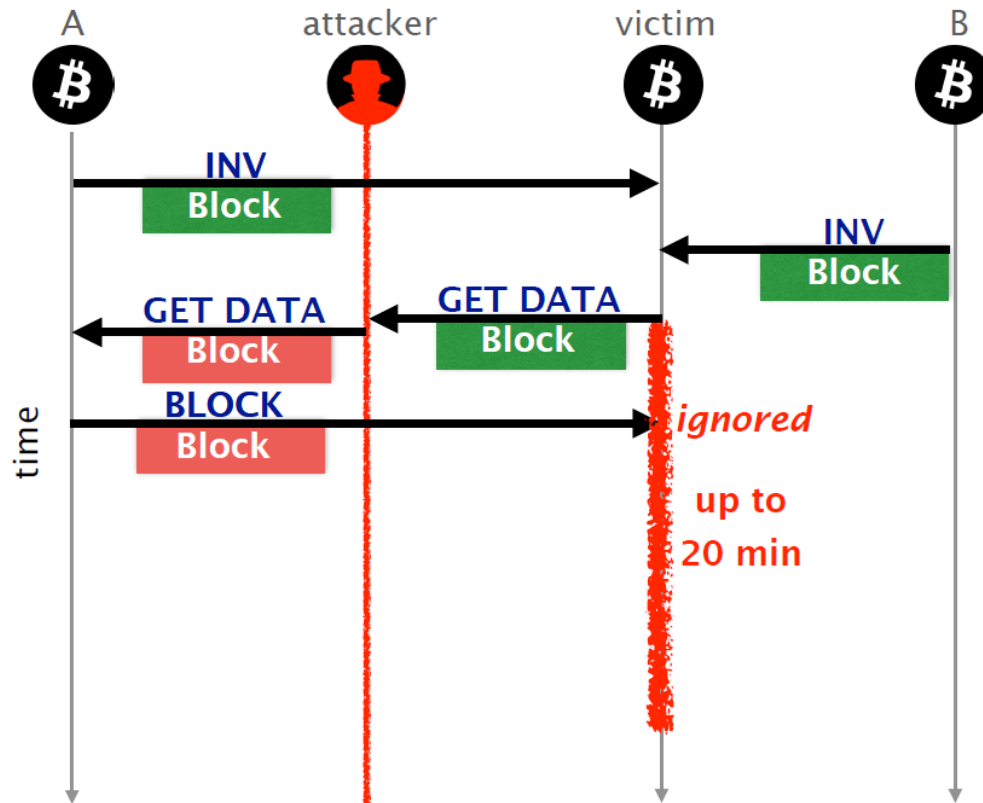 A
attacker
victim
B
INV
Block
INV
Block
GET DATA
Block
GET DATA
Block
BLOCK
Block
ignored
up to
20 min
time